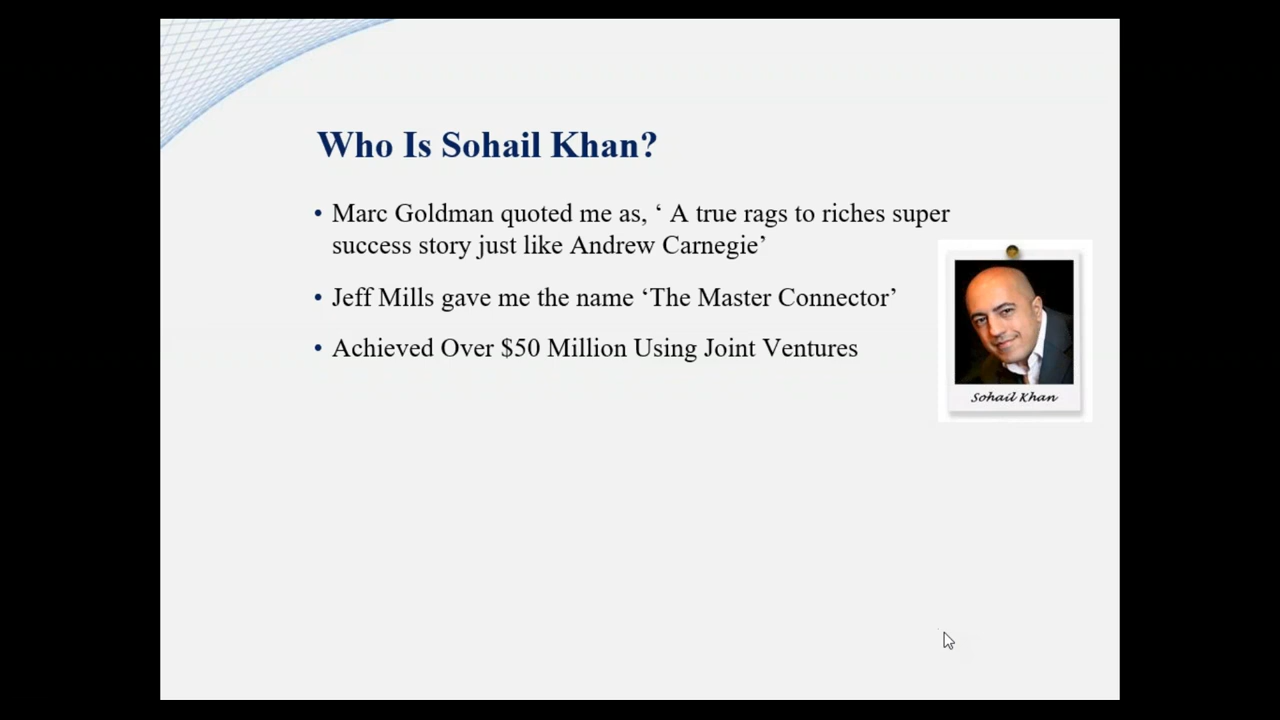 Who Is Sohail Khan?
• Marc Goldman quoted me as, ‘ A true rags to riches super
success story just like Andrew Carnegie’
• Jeff Mills gave me the name ‘The Master Connector’
• Achieved Over $50 Million Using Joint Ventures
Sohail Khan